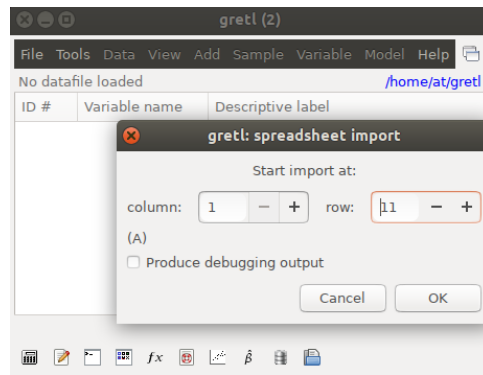 gretl (2)
File Tools Data View Add Sample Variable Model Help
No datafile loaded /home/at/gretl
ID # Variable name Descriptive label
gretl: spreadsheet import
Start import at:
column: 1 − + row: 11 − +
(A)
Produce debugging output
Cancel OK
fx β̂